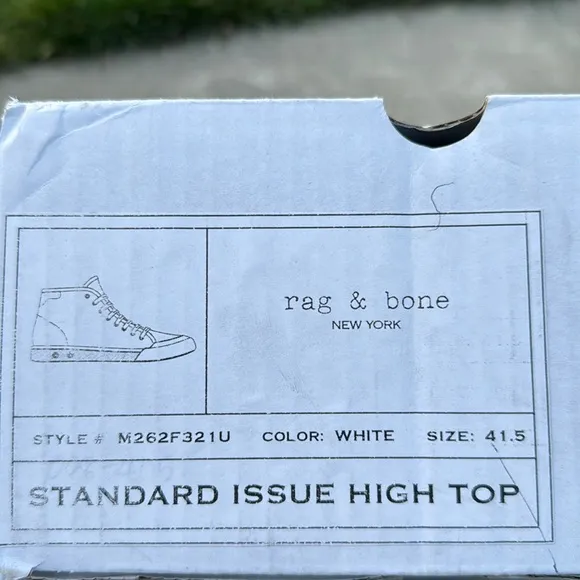 rag & bone
NEW YORK
STYLE # M262F321U COLOR: WHITE SIZE: 41.5
STANDARD ISSUE HIGH TOP